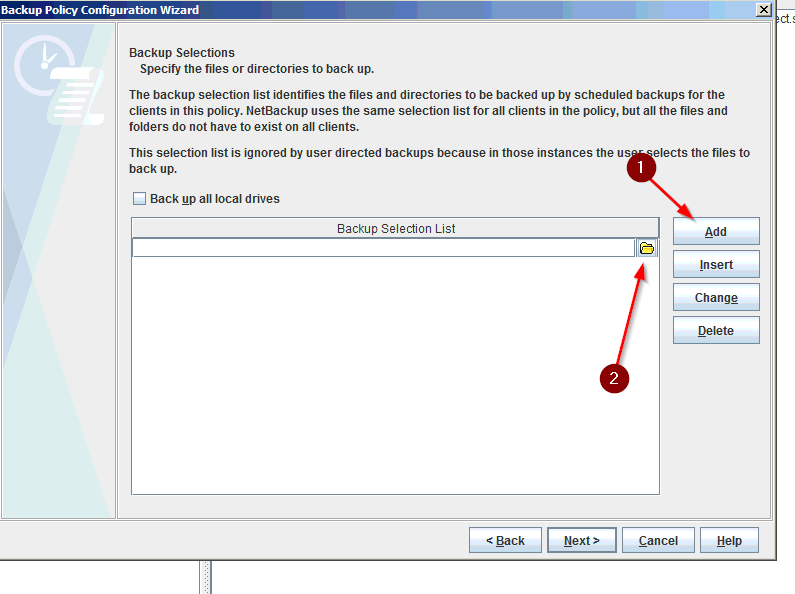 Backup Policy Configuration Wizard
ect.s
Backup Selections
Specify the files or directories to back up.
The backup selection list identifies the files and directories to be backed up by scheduled backups for the
clients in this policy. NetBackup uses the same selection list for all clients in the policy, but all the files and
folders do not have to exist on all clients.
This selection list is ignored by user directed backups because in those instances the user selects the files to
back up.
1
Back up all local drives
Backup Selection List
Add
Insert
Change
Delete
2
< Back
Next >
Cancel
Help